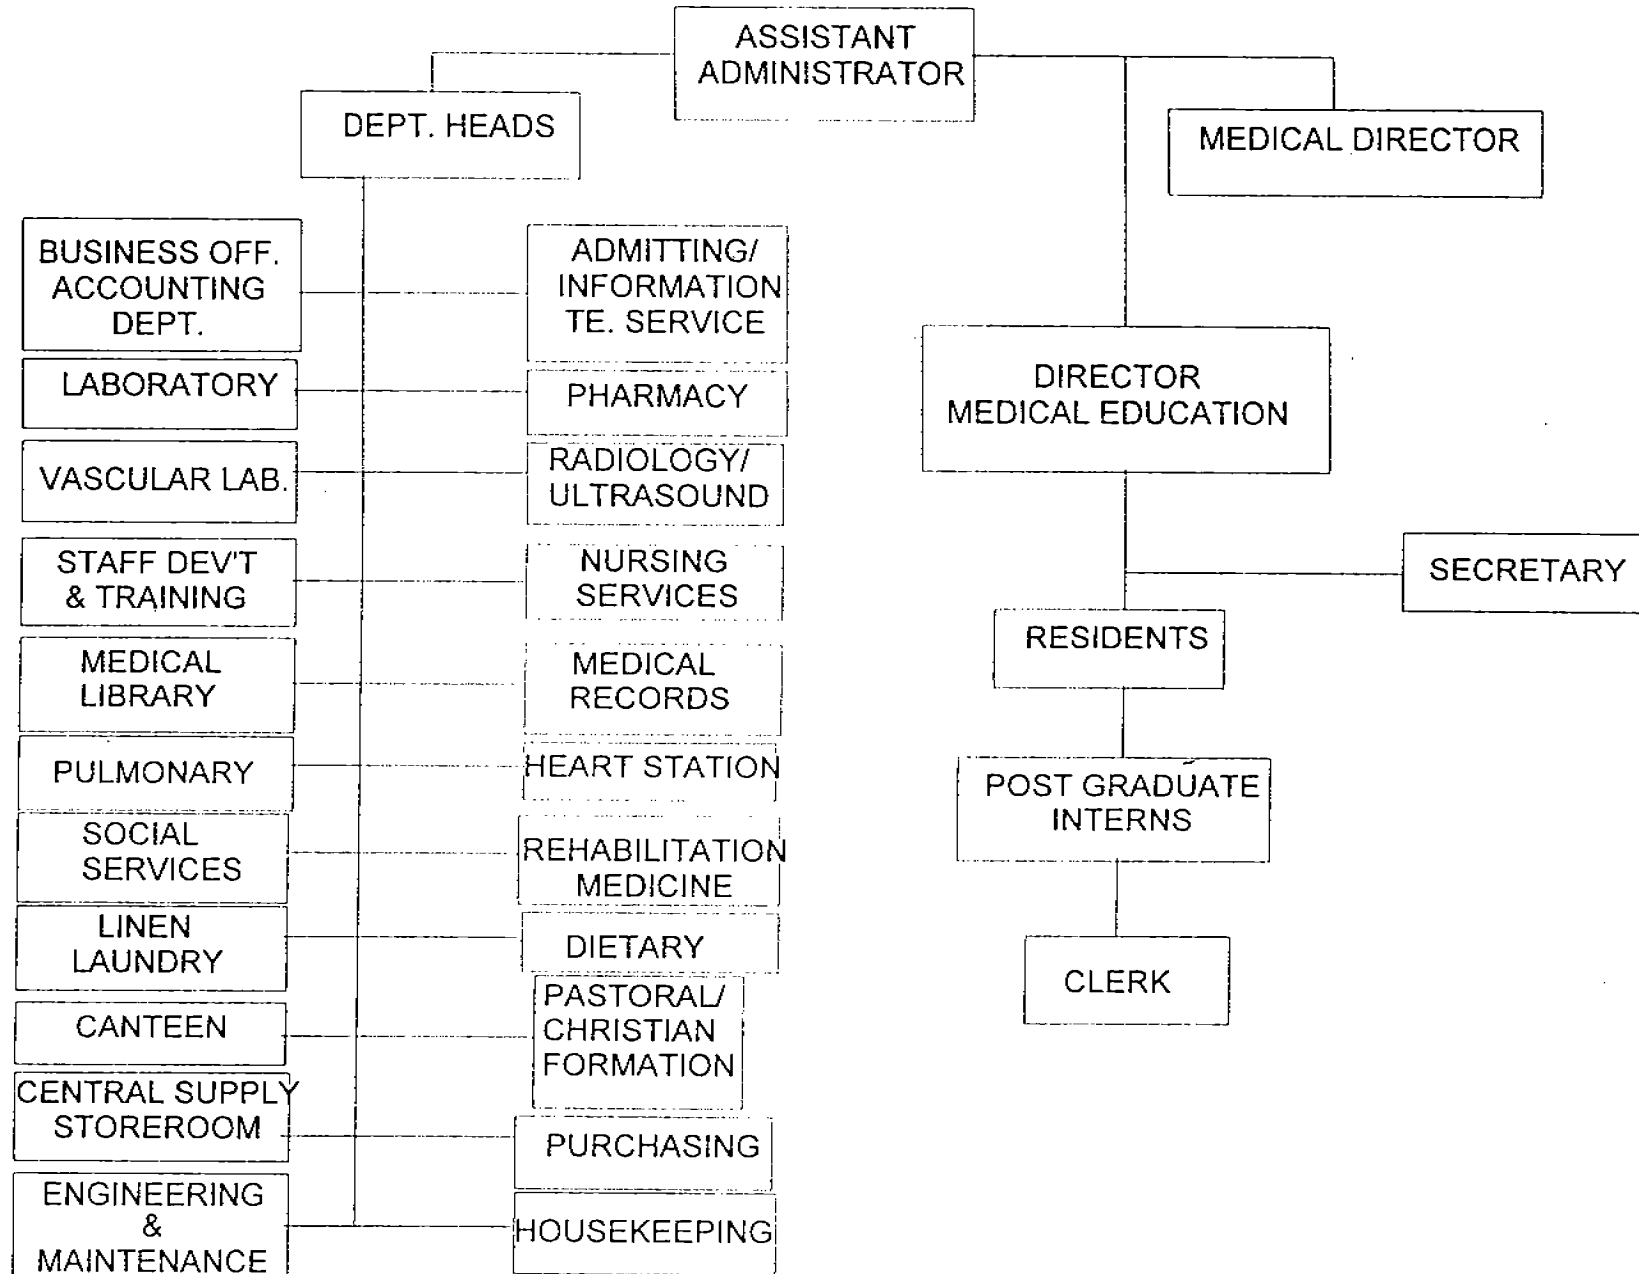 ASSISTANT
ADMINISTRATOR
DEPT. HEADS
MEDICAL DIRECTOR
BUSINESS OFF.
ACCOUNTING
DEPT.
ADMITTING/
INFORMATION
TE. SERVICE
LABORATORY
PHARMACY
VASCULAR LAB.
RADIOLOGY/
ULTRASOUND
STAFF DEV'T
& TRAINING
NURSING
SERVICES
MEDICAL
LIBRARY
MEDICAL
RECORDS
PULMONARY
HEART STATION
SOCIAL
SERVICES
REHABILITATION
MEDICINE
LINEN
LAUNDRY
DIETARY
CANTEEN
PASTORAL/
CHRISTIAN
FORMATION
CENTRAL SUPPLY
STOREROOM
PURCHASING
ENGINEERING
&
MAINTENANCE
HOUSEKEEPING
DIRECTOR
MEDICAL EDUCATION
SECRETARY
RESIDENTS
POST GRADUATE
INTERNS
CLERK